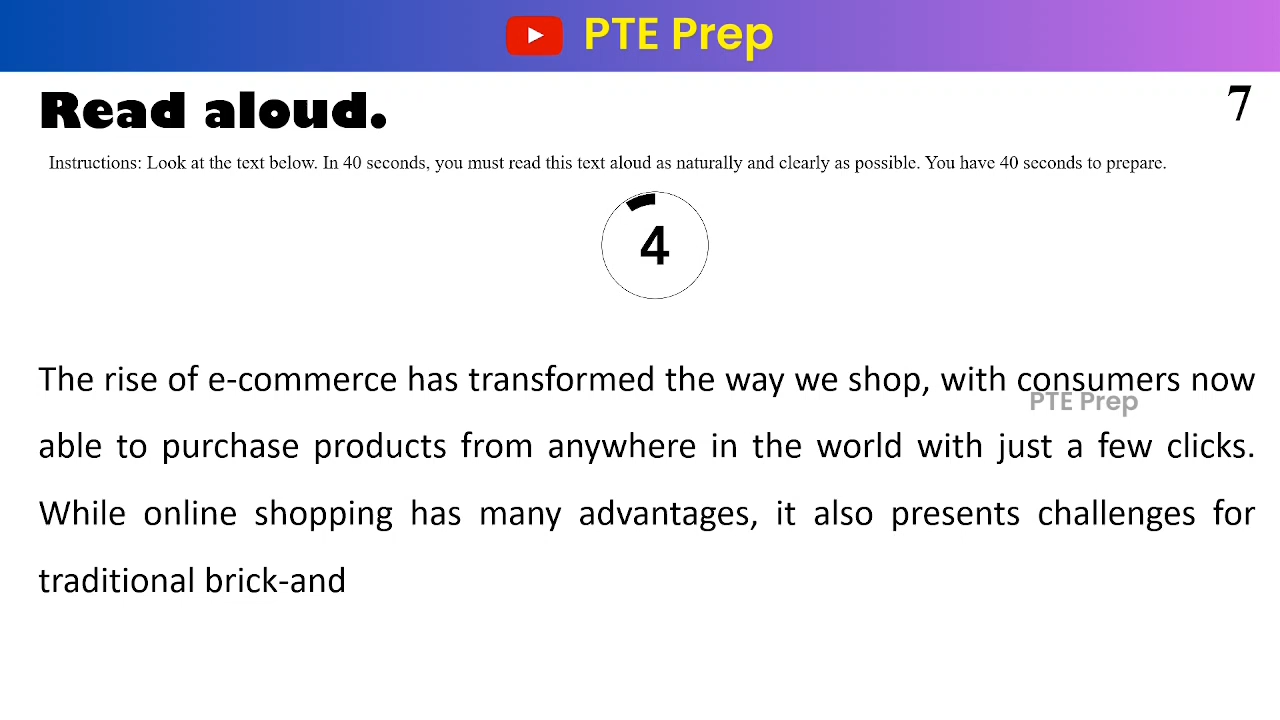 PTE Prep
Read aloud.
7
Instructions: Look at the text below. In 40 seconds, you must read this text aloud as naturally and clearly as possible. You have 40 seconds to prepare.
4
The rise of e-commerce has transformed the way we shop, with consumers now
PTE Prep
able to purchase products from anywhere in the world with just a few clicks.
While online shopping has many advantages, it also presents challenges for
traditional brick-and